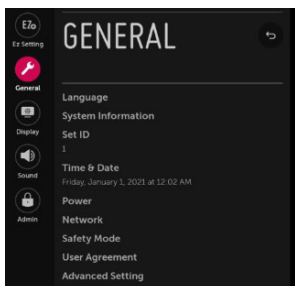 EZo
Ez Setting
General
Display
Sound
Admin
GENERAL
Language
System Information
Set ID
1
Time & Date
Friday, January 1, 2021 at 12:02 AM
Power
Network
Safety Mode
User Agreement
Advanced Setting